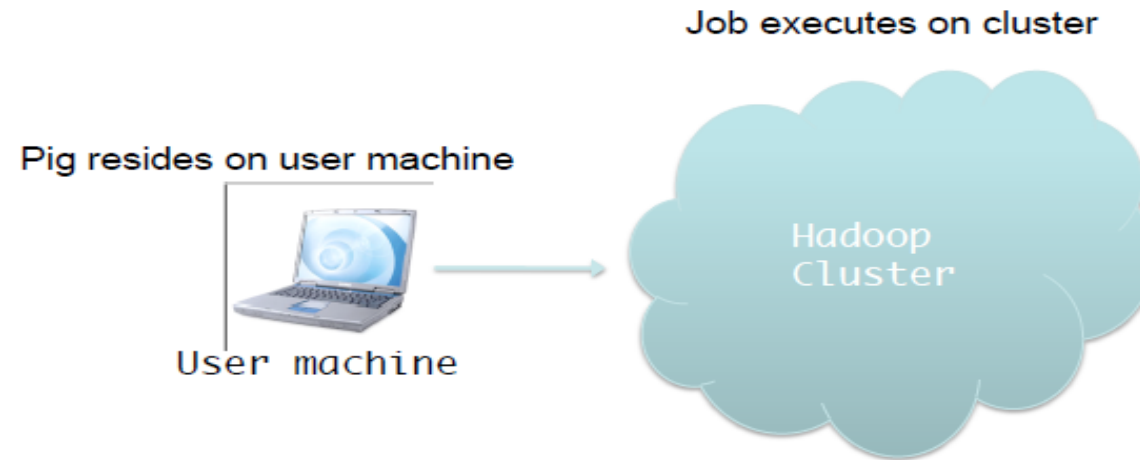 Job executes on cluster
Pig resides on user machine
Hadoop
Cluster
User machine